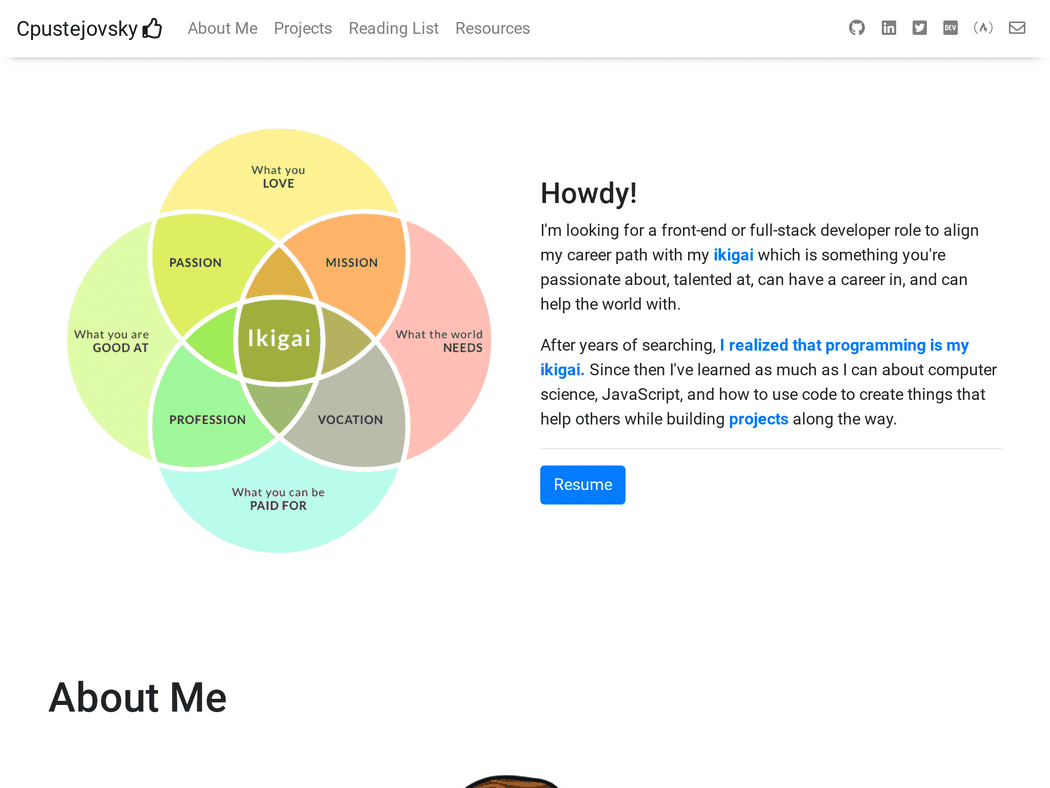 Cpustejovsky
About Me Projects Reading List Resources
DEV
What you
LOVE
PASSION
MISSION
What you are
GOOD AT
Ikigai
What the world
NEEDS
PROFESSION
VOCATION
What you can be
PAID FOR
Howdy!
I'm looking for a front-end or full-stack developer role to align
my career path with my ikigai which is something you're
passionate about, talented at, can have a career in, and can
help the world with.
After years of searching, I realized that programming is my
ikigai. Since then I've learned as much as I can about computer
science, JavaScript, and how to use code to create things that
help others while building projects along the way.
Resume
About Me